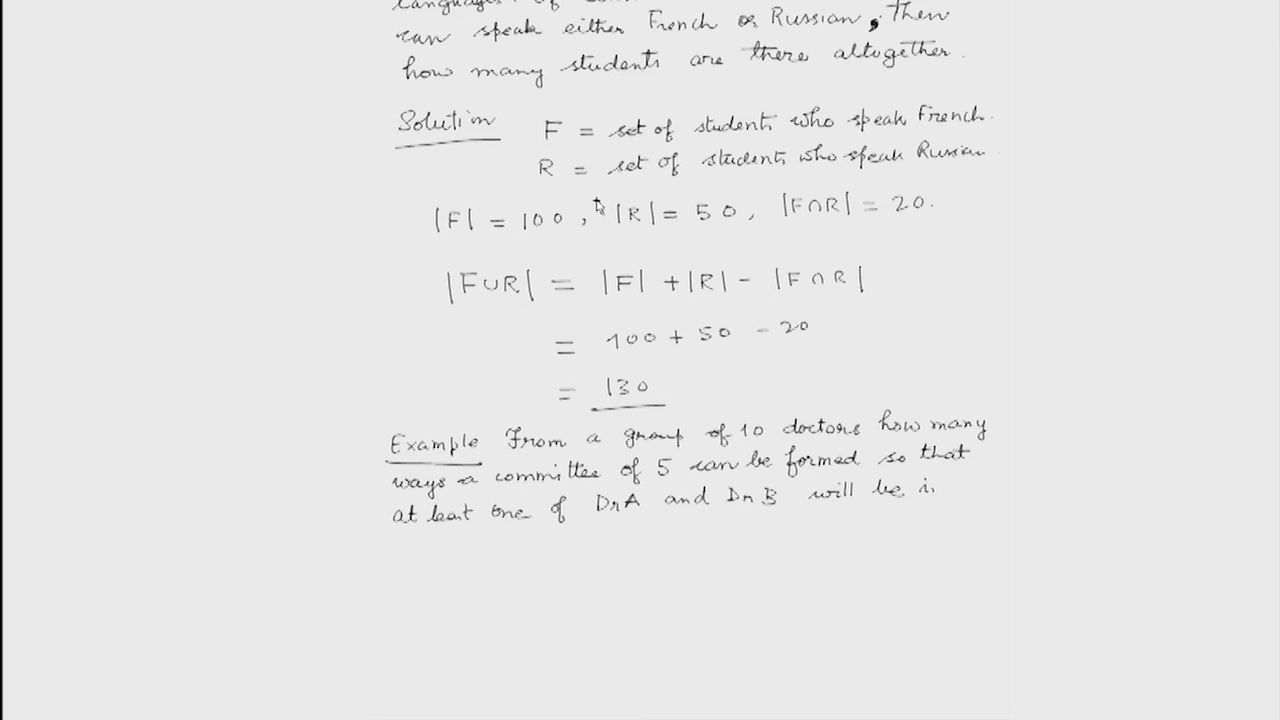 languages. of
can speak either French or Russian, Then
how many students are there altogether.
Solution F = set of students who speak French.
R = set of students who speak Russian
|F| = 100, |R| = 50, |F∩R| = 20.
|F∪R| = |F| + |R| - |F∩R|
= 100 + 50 - 20
= 130
Example From a group of 10 doctors how many
ways a committee of 5 can be formed so that
at least one of Dr A and Dr B will be in